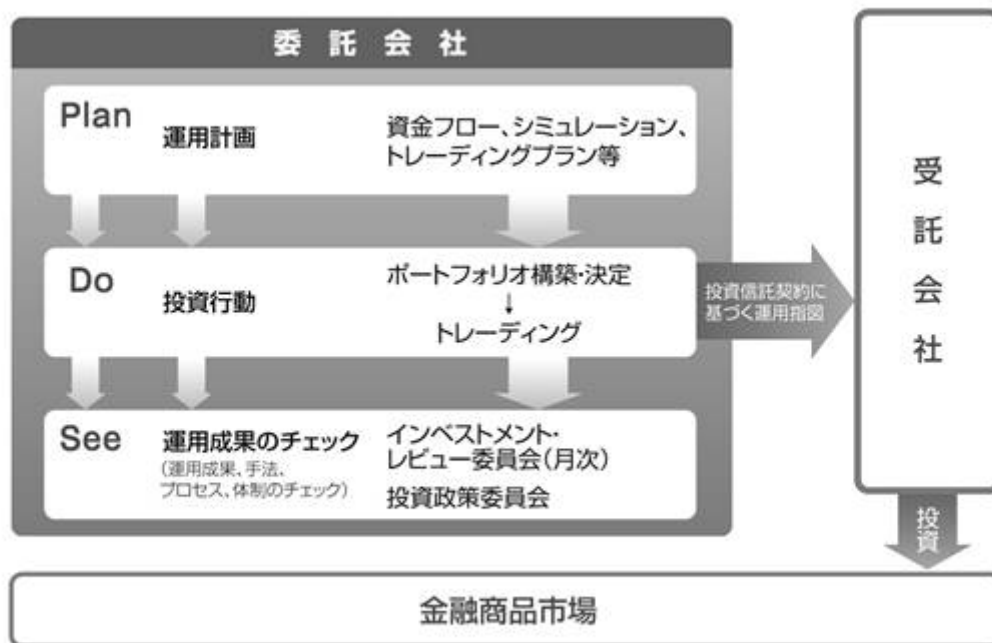 委託会社
Plan
運用計画
資金フロー、シミュレーション、
トレーディングプラン等
Do
投資行動
ポートフォリオ構築・決定
↓
トレーディング
See
運用成果のチェック
(運用成果、手法、
プロセス、体制のチェック)
インベストメント・
レビュー委員会(月次)
投資政策委員会
投資信託契約に
基づく運用指図
受託会社
投資
金融商品市場